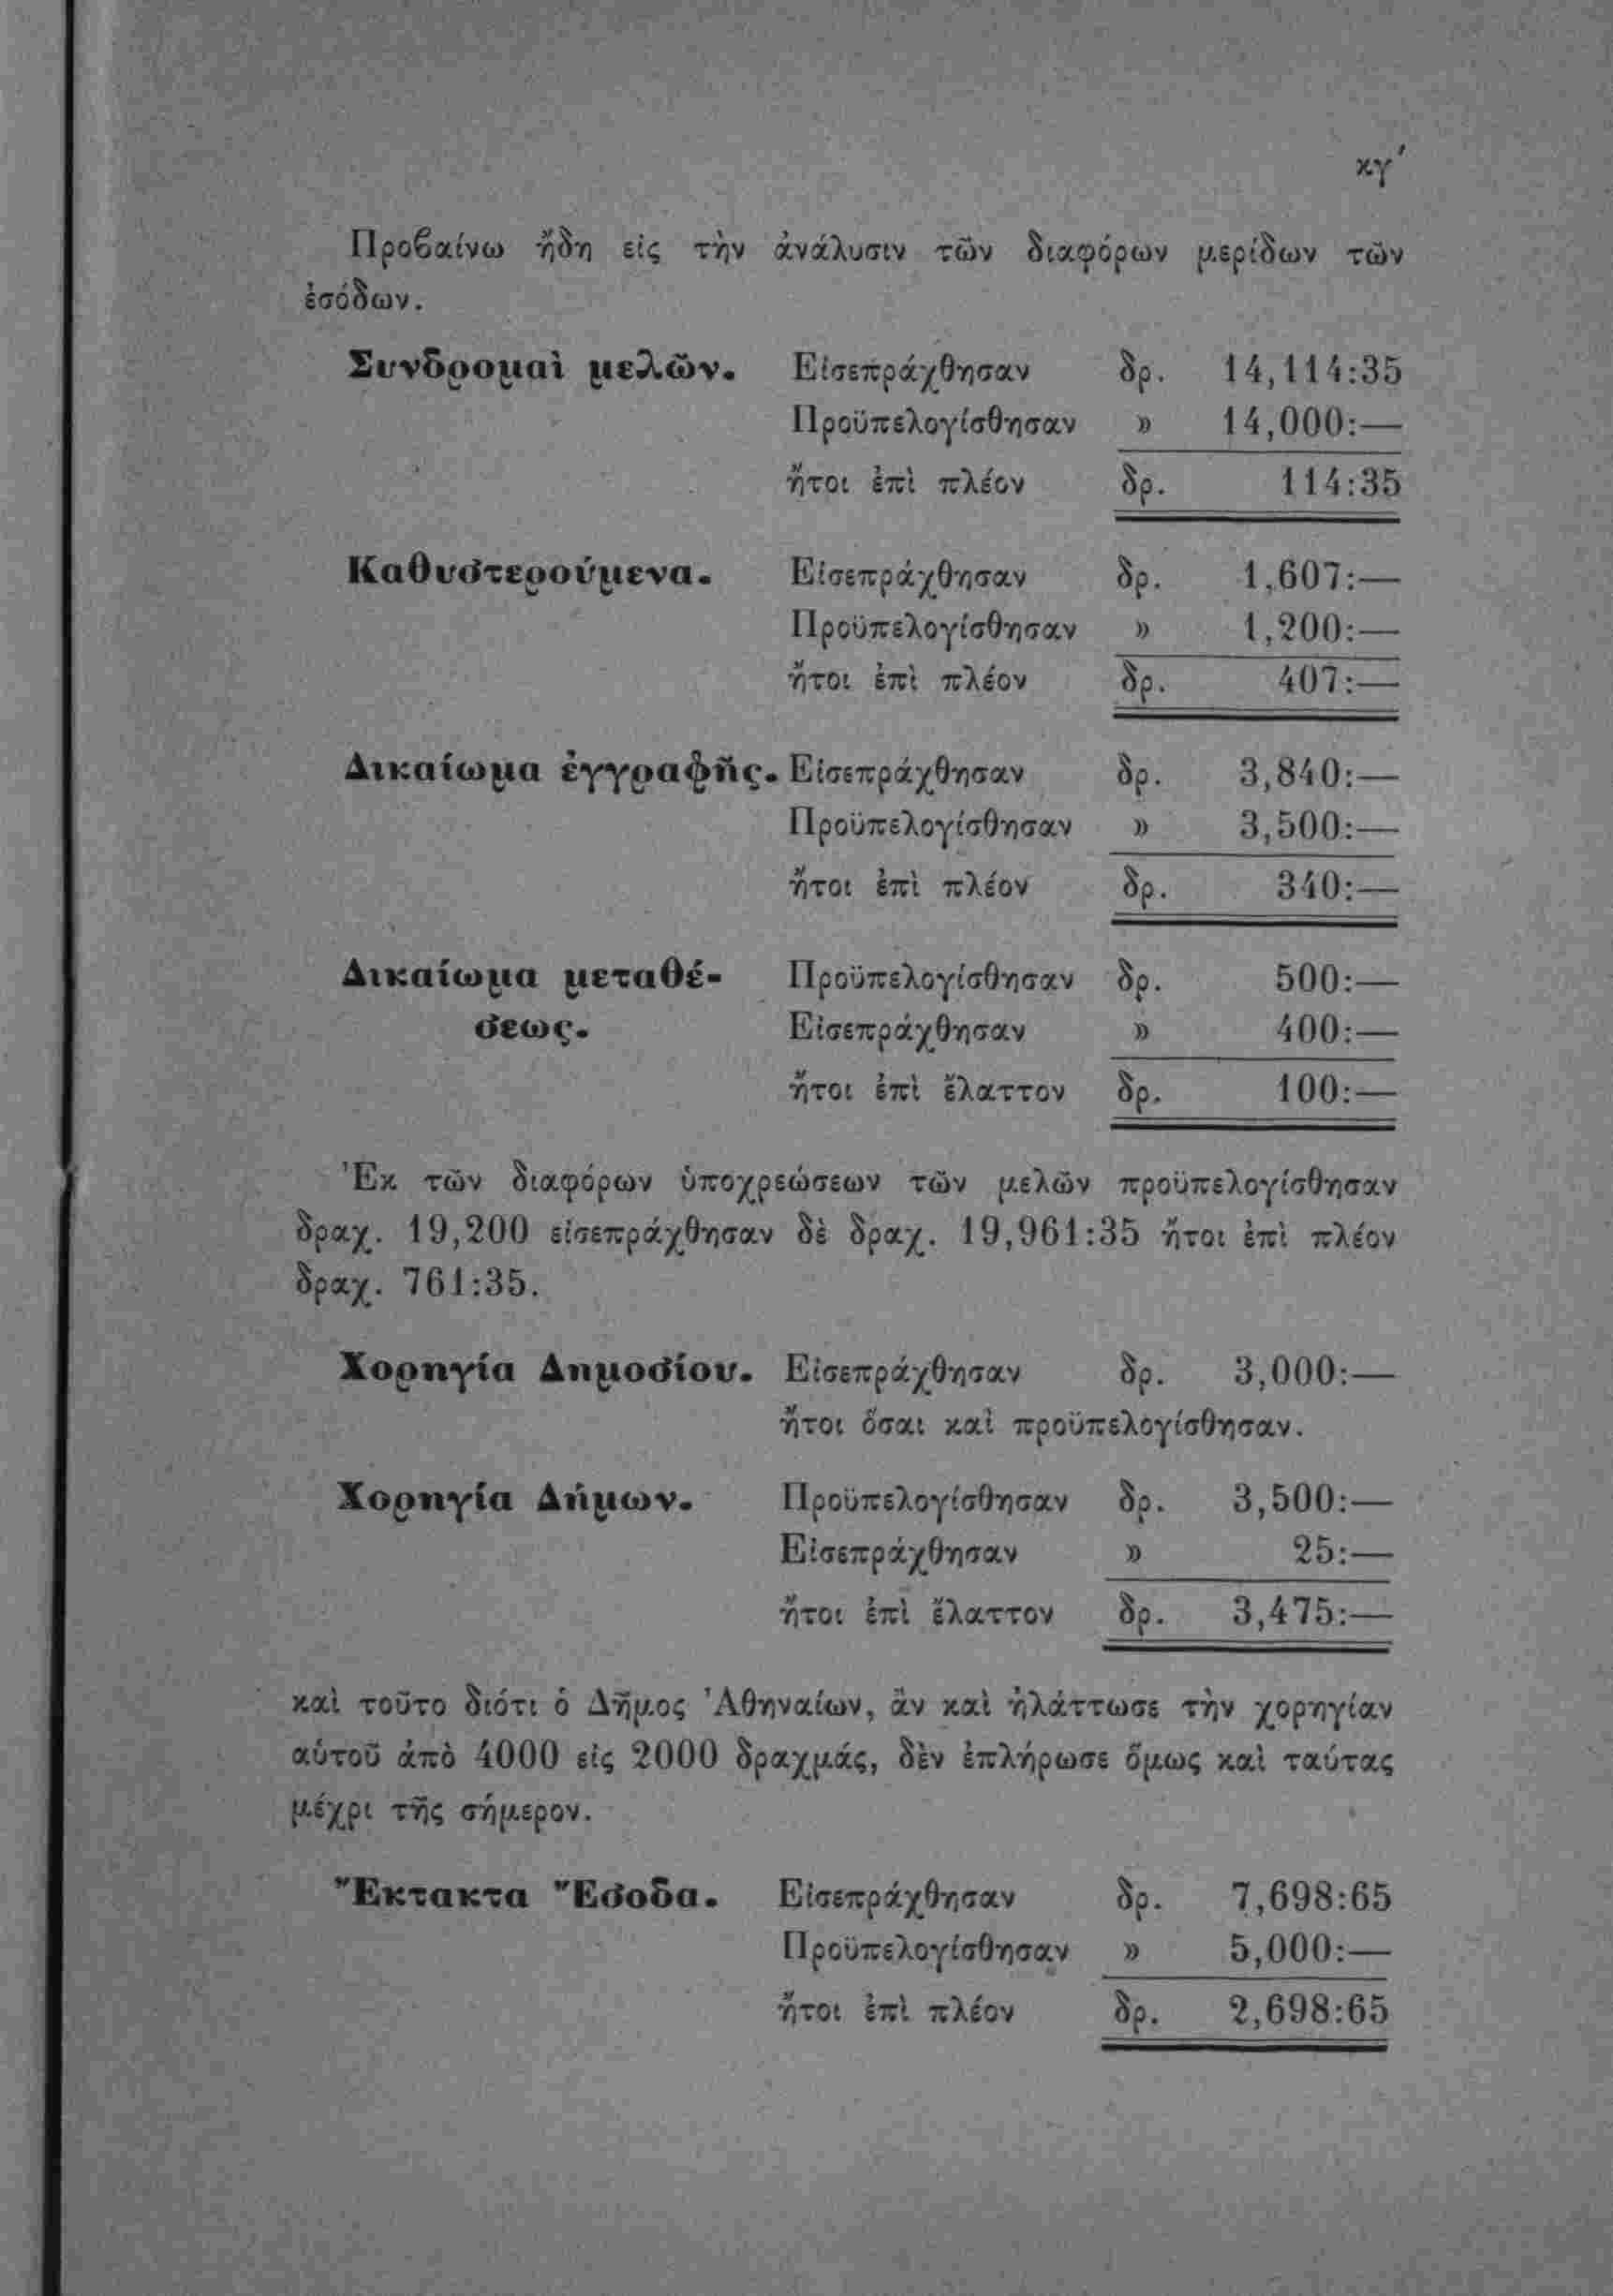 κγ΄
Προβαίνω ἤδη εἰς τὴν ἀνάλυσιν τῶν διαφόρων μερίδων τῶν
ἐσόδων.
Συνδρομαὶ μελῶν. Εἰσεπράχθησαν δρ. 14,114:35
Προϋπελογίσθησαν » 14,000:—
ἤτοι ἐπὶ πλέον δρ. 114:35
Καθυστερούμενα. Εἰσεπράχθησαν δρ. 1,607:—
Προϋπελογίσθησαν » 1,200:—
ἤτοι ἐπὶ πλέον δρ. 407:—
Δικαίωμα ἐγγραφῆς. Εἰσεπράχθησαν δρ. 3,840:—
Προϋπελογίσθησαν » 3,500:—
ἤτοι ἐπὶ πλέον δρ. 340:—
Δικαίωμα μεταθέ- Προϋπελογίσθησαν δρ. 500:—
σεως. Εἰσεπράχθησαν » 400:—
ἤτοι ἐπὶ ἔλαττον δρ. 100:—
Ἐκ τῶν διαφόρων ὑποχρεώσεων τῶν μελῶν προϋπελογίσθησαν
δραχ. 19,200 εἰσεπράχθησαν δὲ δραχ. 19,961:35 ἤτοι ἐπὶ πλέον
δραχ. 761:35.
Χορηγία Δημοσίου. Εἰσεπράχθησαν δρ. 3,000:—
ἤτοι ὅσαι καὶ προϋπελογίσθησαν.
Χορηγία Δήμων. Προϋπελογίσθησαν δρ. 3,500:—
Εἰσεπράχθησαν » 25:—
ἤτοι ἐπὶ ἔλαττον δρ. 3,475:—
καὶ τοῦτο διότι ὁ Δῆμος Ἀθηναίων, ἂν καὶ ἠλάττωσε τὴν χορηγίαν
αὑτοῦ ἀπὸ 4000 εἰς 2000 δραχμάς, δὲν ἐπλήρωσε ὅμως καὶ ταύτας
μέχρι τῆς σήμερον.
Ἔκτακτα Ἔσοδα. Εἰσεπράχθησαν δρ. 7,698:65
Προϋπελογίσθησαν » 5,000:—
ἤτοι ἐπὶ πλέον δρ. 2,698:65